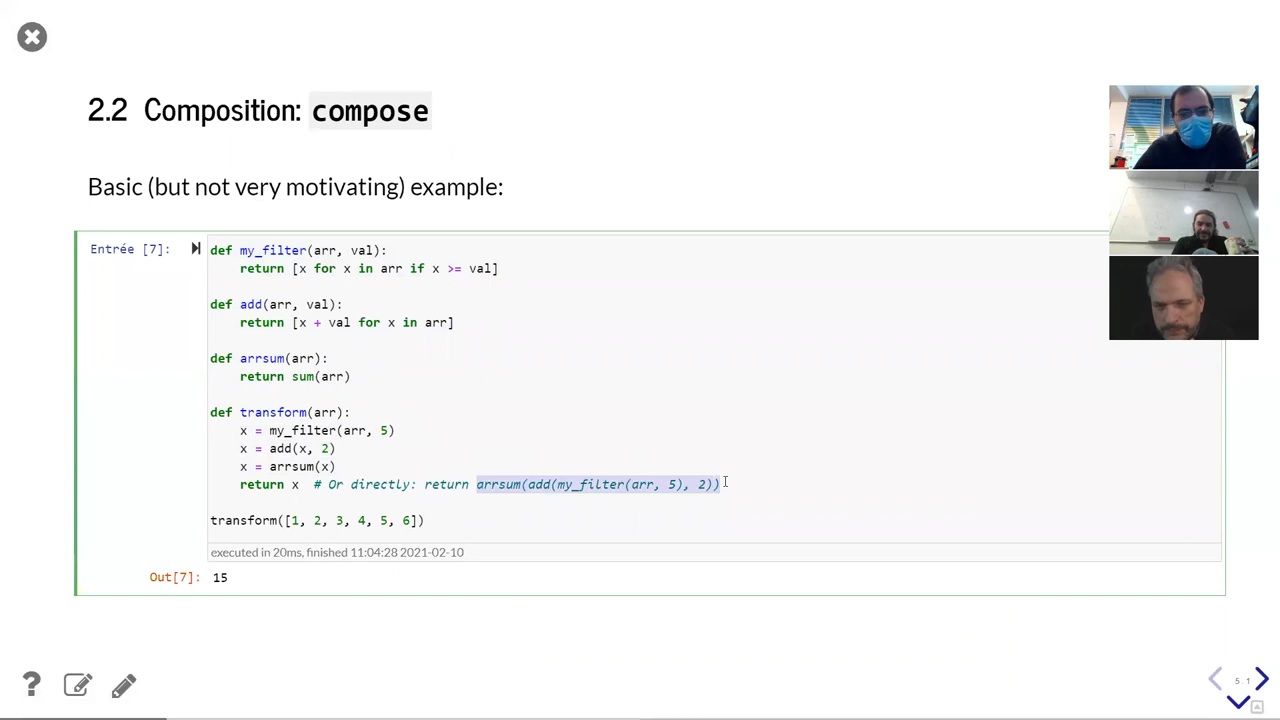 2.2 Composition: compose
Basic (but not very motivating) example:
Entrée [7]:
def my_filter(arr, val):
    return [x for x in arr if x >= val]
def add(arr, val):
    return [x + val for x in arr]
def arrsum(arr):
    return sum(arr)
def transform(arr):
    x = my_filter(arr, 5)
    x = add(x, 2)
    x = arrsum(x)
    return x  # Or directly: return arrsum(add(my_filter(arr, 5), 2))
transform([1, 2, 3, 4, 5, 6])
executed in 20ms, finished 11:04:28 2021-02-10
Out[7]: 15
?
5.1